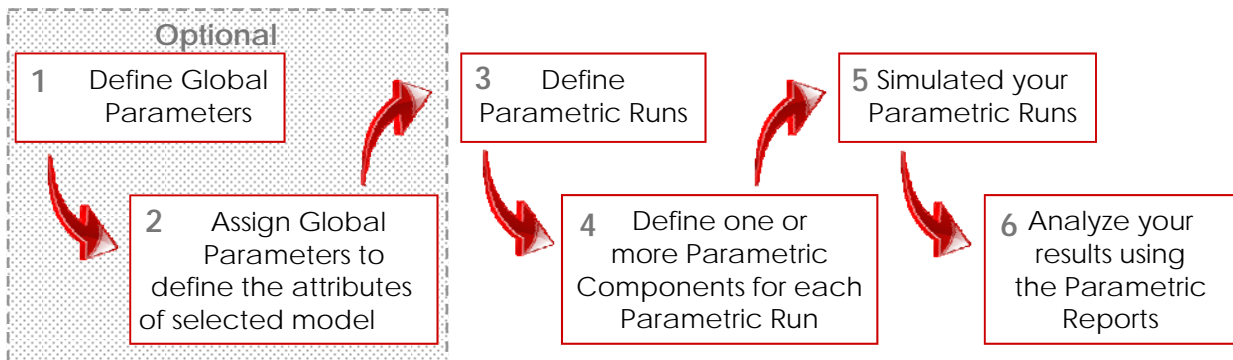 Optional
1 Define Global
Parameters
2 Assign Global
Parameters to
define the attributes
of selected model
3 Define
Parametric Runs
4 Define one or
more Parametric
Components for each
Parametric Run
5 Simulated your
Parametric Runs
6 Analyze your
results using
the Parametric
Reports